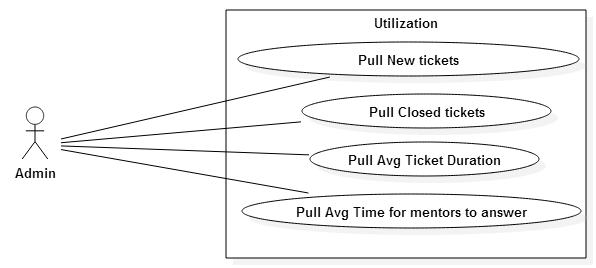 Utilization
Pull New tickets
Pull Closed tickets
Pull Avg Ticket Duration
Admin
Pull Avg Time for mentors to answer